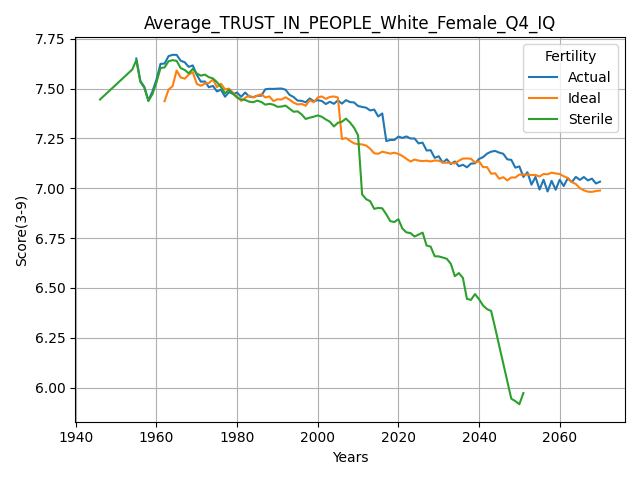 Average_TRUST_IN_PEOPLE_White_Female_Q4_IQ
7.75
7.50
7.25
7.00
6.75
6.50
6.25
6.00
Score(3-9)
Fertility
Actual
Ideal
Sterile
1940
1960
1980
2000
2020
2040
2060
Years